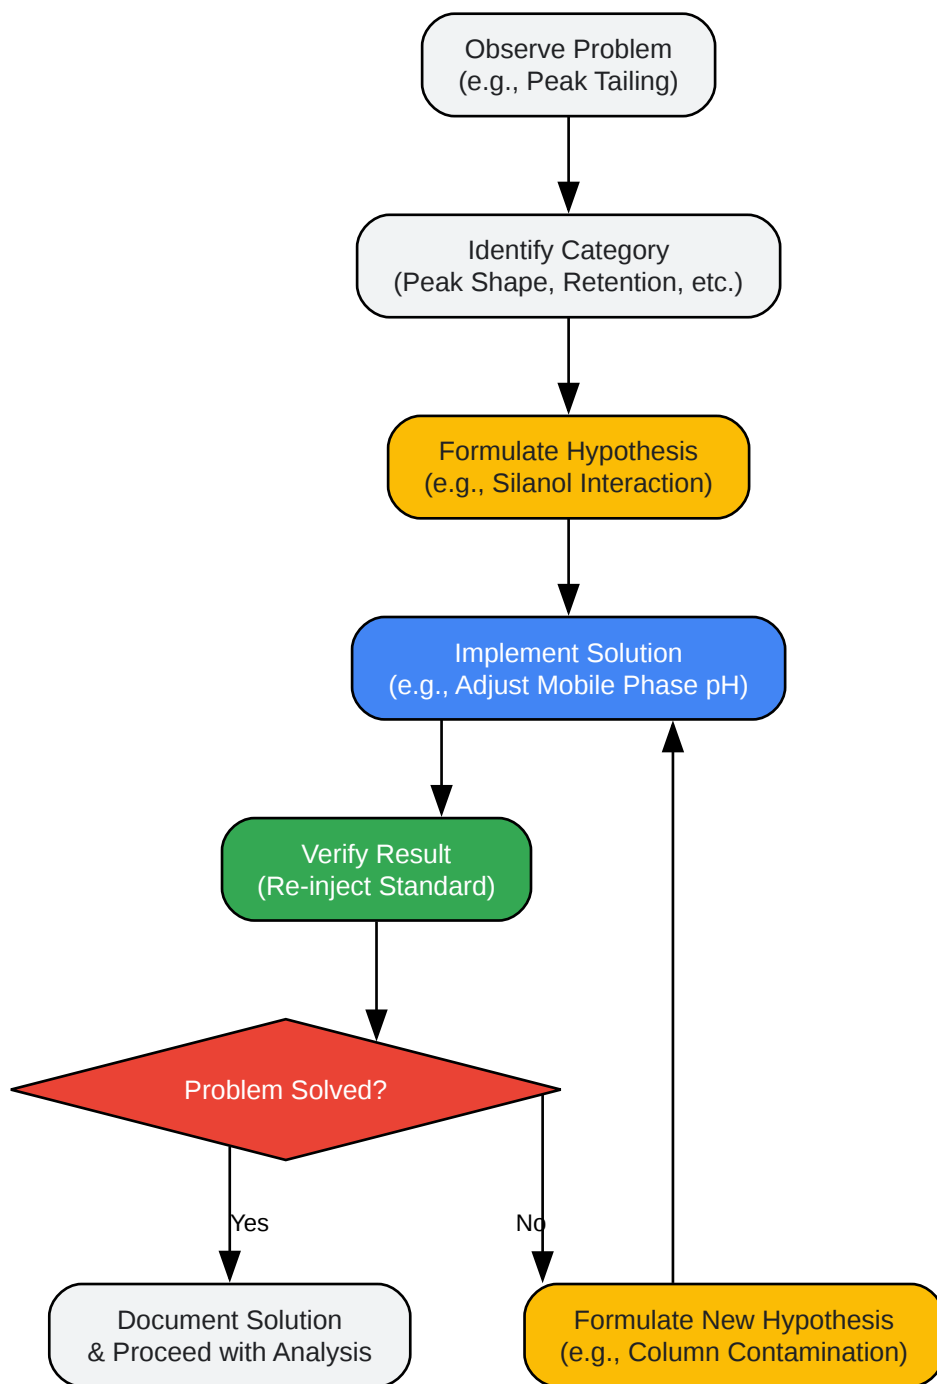 Observe Problem
(e.g., Peak Tailing)
Identify Category
(Peak Shape, Retention, etc.)
Formulate Hypothesis
(e.g., Silanol Interaction)
Implement Solution
(e.g., Adjust Mobile Phase pH)
Verify Result
(Re-inject Standard)
Problem Solved?
Yes
No
Document Solution
& Proceed with Analysis
Formulate New Hypothesis
(e.g., Column Contamination)